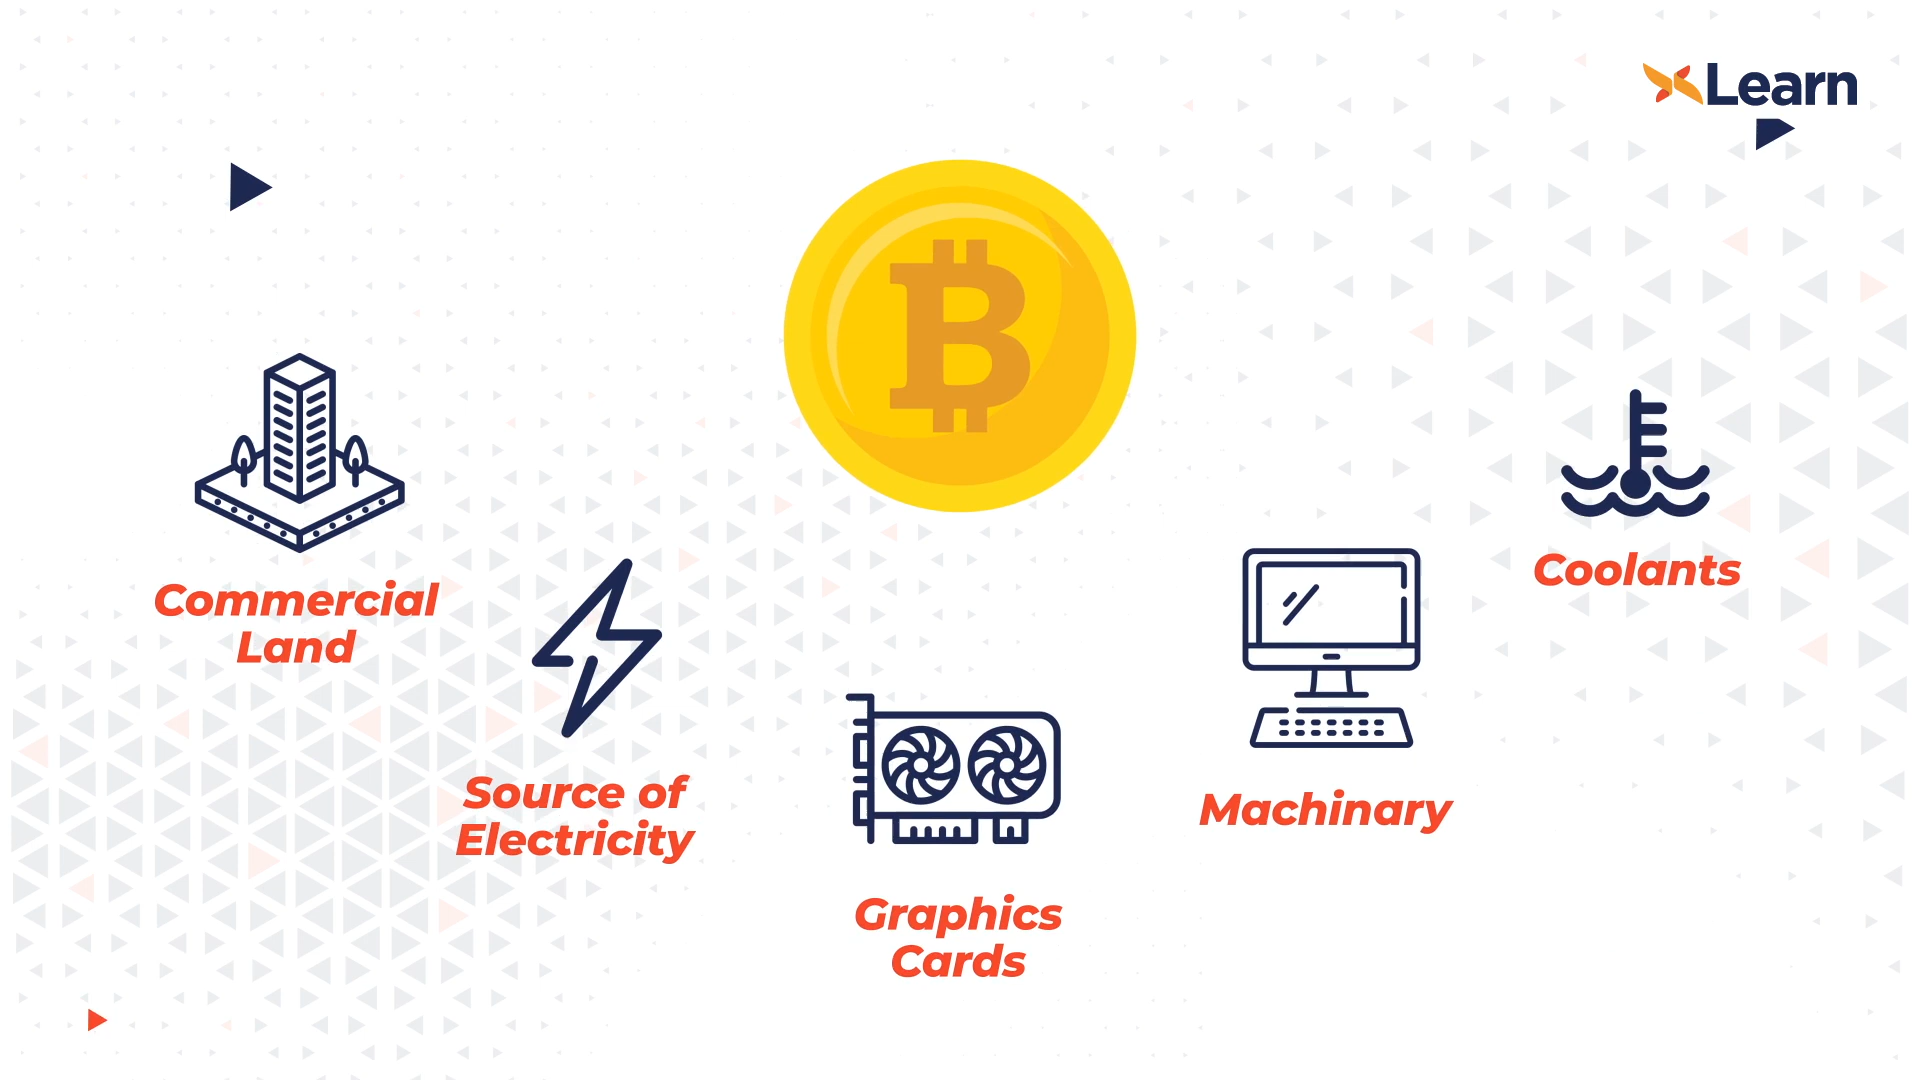 Learn
Commercial
Land
Source of
Electricity
Graphics
Cards
Machinary
Coolants